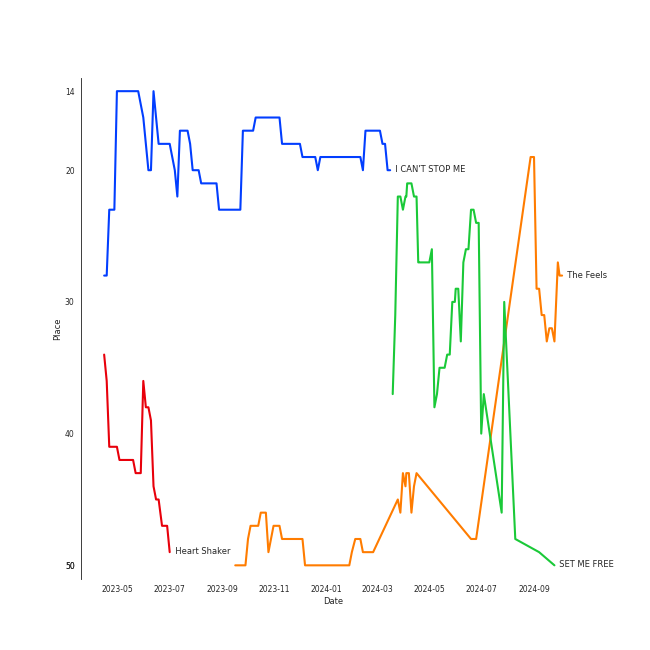 14
20
I CAN'T STOP ME
30
The Feels
Place
40
Heart Shaker
50
SET ME FREE
2023-05 2023-07 2023-09 2023-11 2024-01 2024-03 2024-05 2024-07 2024-09
Date